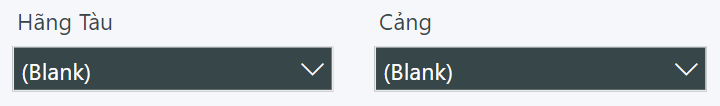 Hãng Tàu
Cảng
(Blank)
(Blank)